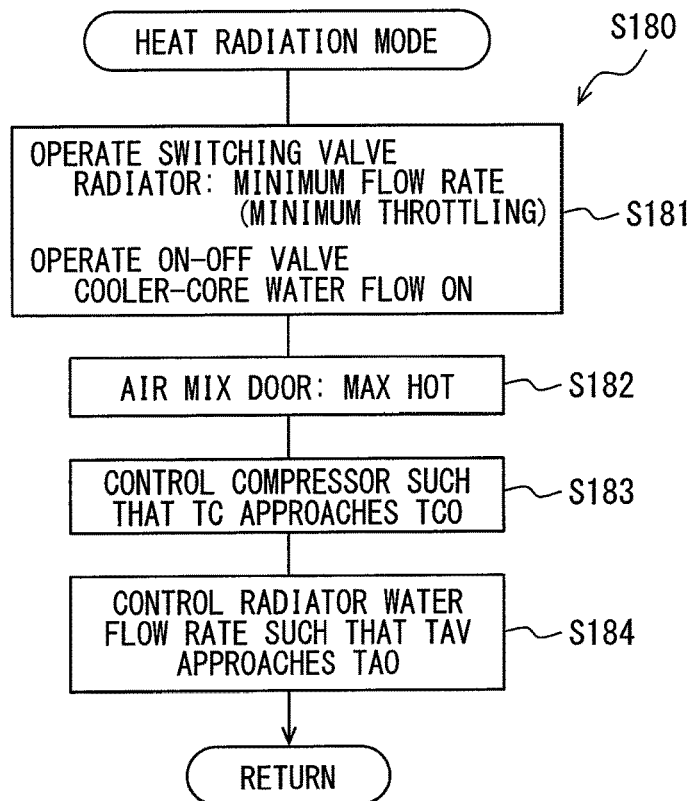 HEAT RADIATION MODE
S180
OPERATE SWITCHING VALVE
RADIATOR: MINIMUM FLOW RATE
(MINIMUM THROTTLING)
OPERATE ON-OFF VALVE
COOLER-CORE WATER FLOW ON
S181
AIR MIX DOOR: MAX HOT
S182
CONTROL COMPRESSOR SUCH
THAT TC APPROACHES TCO
S183
CONTROL RADIATOR WATER
FLOW RATE SUCH THAT TAV
APPROACHES TAO
S184
RETURN